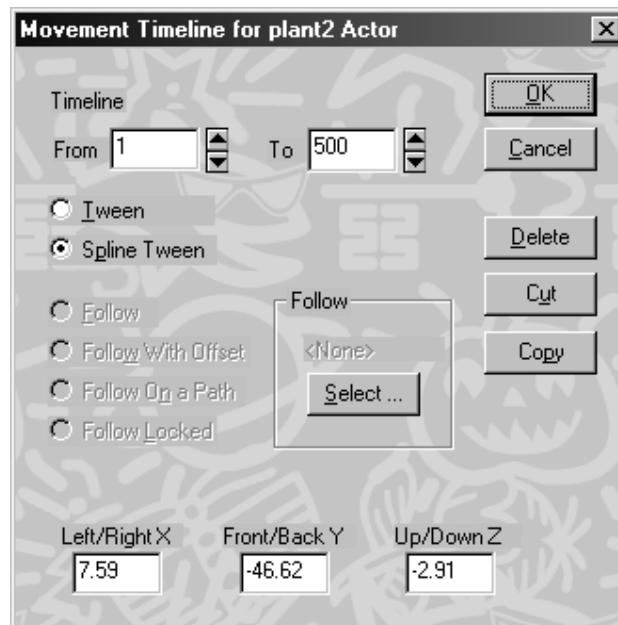 Movement Timeline for plant2 Actor
Timeline
From 1 To 500
Tween
Spline Tween
Follow
Follow With Offset
Follow On a Path
Follow Locked
Follow
<None>
Select ...
OK
Cancel
Delete
Cut
Copy
Left/Right X Front/Back Y Up/Down Z
7.59 -46.62 -2.91